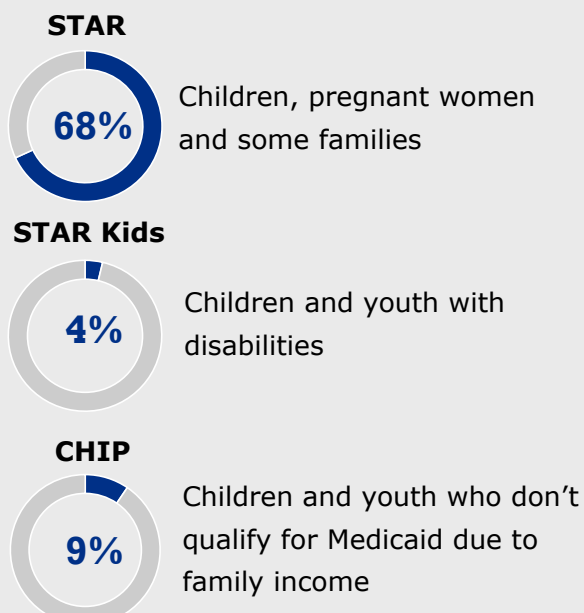 STAR
68%
Children, pregnant women
and some families
STAR Kids
4%
Children and youth with
disabilities
CHIP
9%
Children and youth who don’t
qualify for Medicaid due to
family income